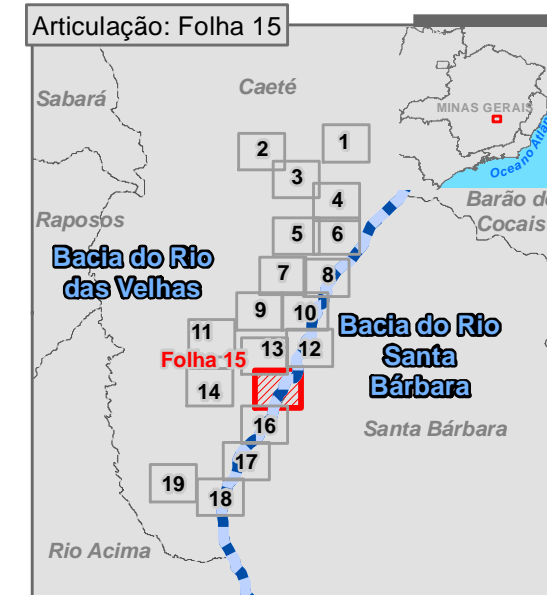 Articulação: Folha 15
Sabará
Caeté
MINAS GERAIS
1
2
3
4
Barão de
Cocais
Raposos
5
6
Bacia do Rio
das Velhas
7
8
9
10
Bacia do Rio
Santa
Bárbara
11
12
13
Folha 15
14
16
Santa Bárbara
17
19
18
Rio Acima